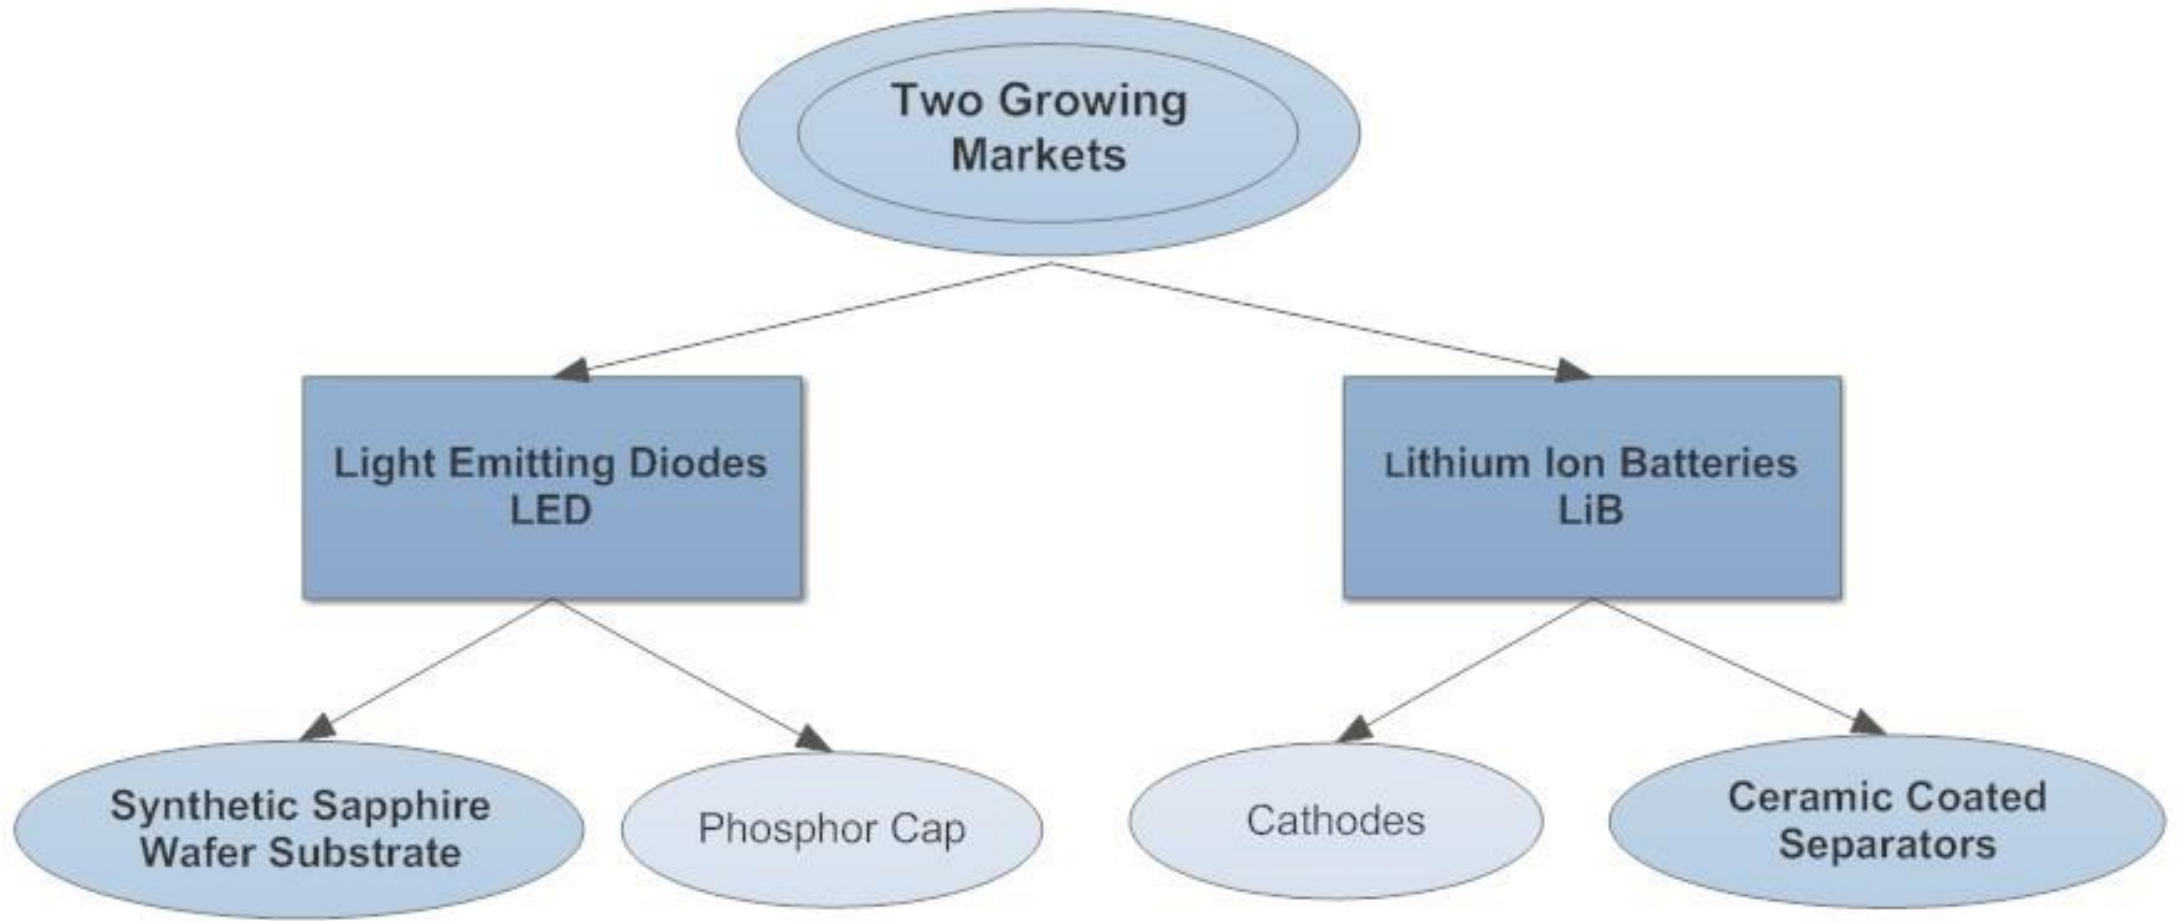 Two Growing
Markets
Light Emitting Diodes
LED
Lithium Ion Batteries
LiB
Synthetic Sapphire
Wafer Substrate
Phosphor Cap
Cathodes
Ceramic Coated
Separators